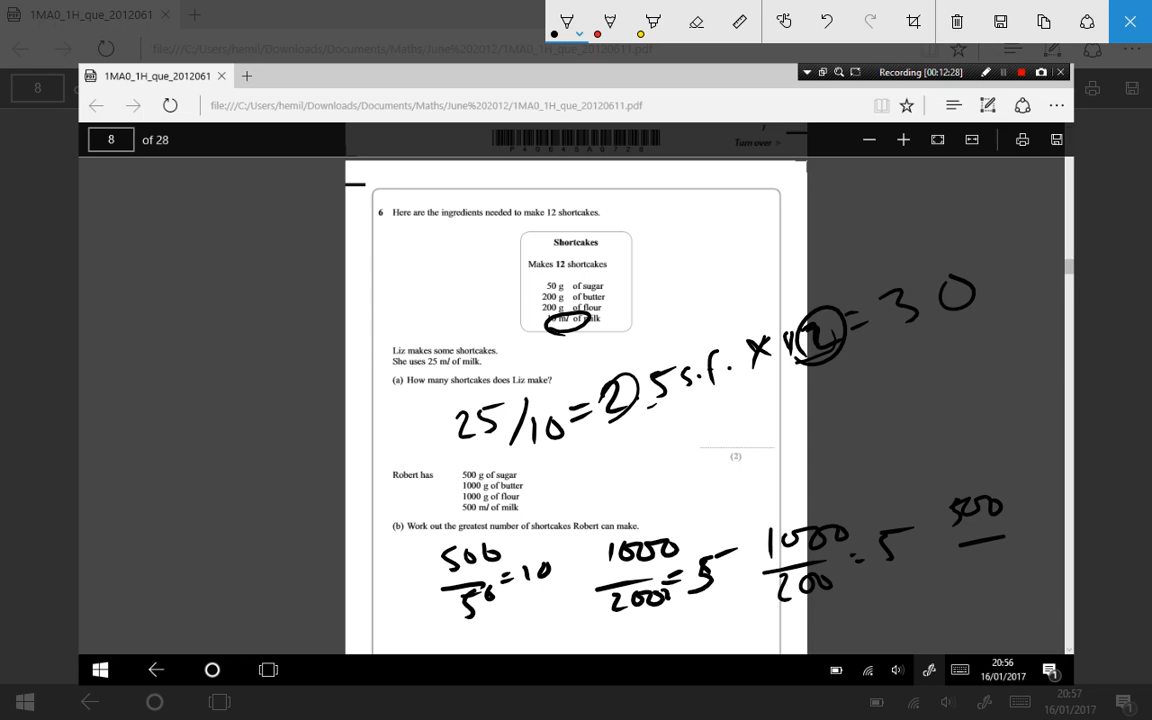 1MA0_1H_que_2012061
file:///C:/Users/hemil/Downloads/Documents/Maths/June%202012/1MA0_1H_que_20120611.pdf
8
1MA0_1H_que_2012061
Recording [00:12:28]
file:///C:/Users/hemil/Downloads/Documents/Maths/June%202012/1MA0_1H_que_20120611.pdf
8 of 28
P40645A0728
Turn over >
6 Here are the ingredients needed to make 12 shortcakes.
Shortcakes
Makes 12 shortcakes
50 g of sugar
200 g of butter
200 g of flour
10 ml of milk
Liz makes some shortcakes.
She uses 25 ml of milk.
(a) How many shortcakes does Liz make?
25/10 = 2.5 s.f. × 12 = 30
(2)
Robert has 500 g of sugar
1000 g of butter
1000 g of flour
500 ml of milk
(b) Work out the greatest number of shortcakes Robert can make.
500 1000 1000 500
50 = 10 200 = 5 200 = 5
20:56
16/01/2017
20:57
16/01/2017